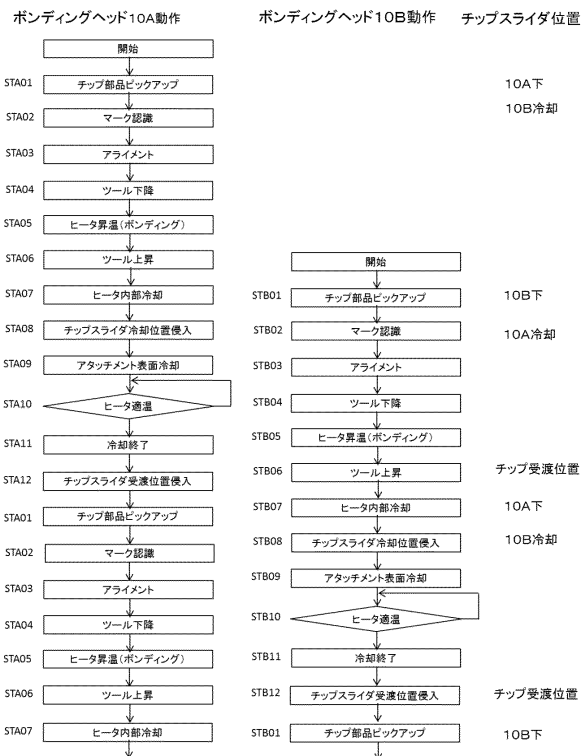 ボンディングヘッド10A動作 ボンディングヘッド10B動作 チップスライダ位置
開始
STA01 チップ部品ピックアップ 10A下
STA02 マーク認識 10B冷却
STA03 アライメント
STA04 ツール下降
STA05 ヒータ昇温(ボンディング)
STA06 ツール上昇 開始
STA07 ヒータ内部冷却 STB01 チップ部品ピックアップ 10B下
STA08 チップスライダ冷却位置侵入 STB02 マーク認識 10A冷却
STA09 アタッチメント表面冷却 STB03 アライメント
STA10 ヒータ適温 STB04 ツール下降
STA11 冷却終了 STB05 ヒータ昇温(ボンディング)
STA12 チップスライダ受渡位置侵入 STB06 ツール上昇 チップ受渡位置
STA01 チップ部品ピックアップ STB07 ヒータ内部冷却 10A下
STA02 マーク認識 STB08 チップスライダ冷却位置侵入 10B冷却
STA03 アライメント STB09 アタッチメント表面冷却
STA04 ツール下降 STB10 ヒータ適温
STA05 ヒータ昇温(ボンディング) STB11 冷却終了
STA06 ツール上昇 STB12 チップスライダ受渡位置侵入 チップ受渡位置
STA07 ヒータ内部冷却 STB01 チップ部品ピックアップ 10B下